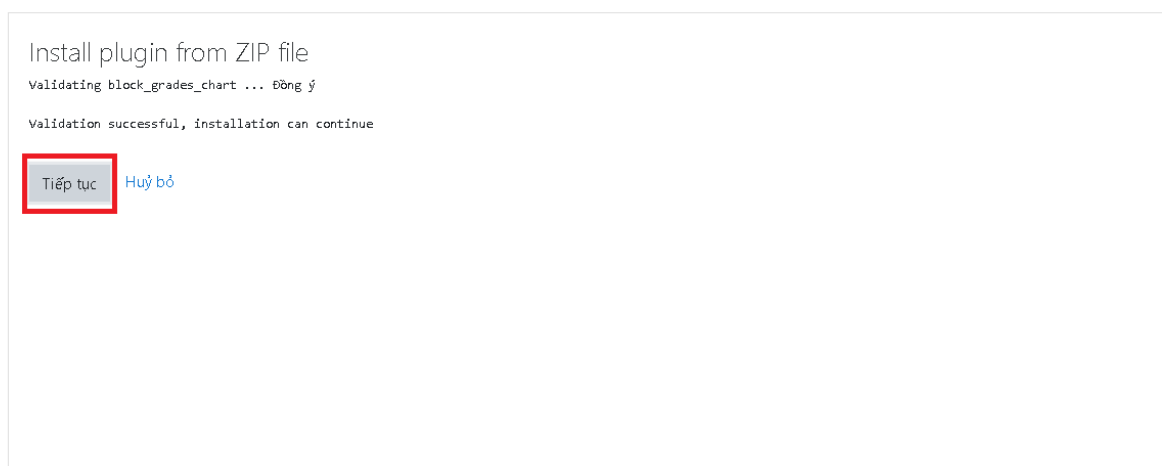 Install plugin from ZIP file
Validating block_grades_chart ... Đồng ý
Validation successful, installation can continue
Tiếp tục Huỷ bỏ